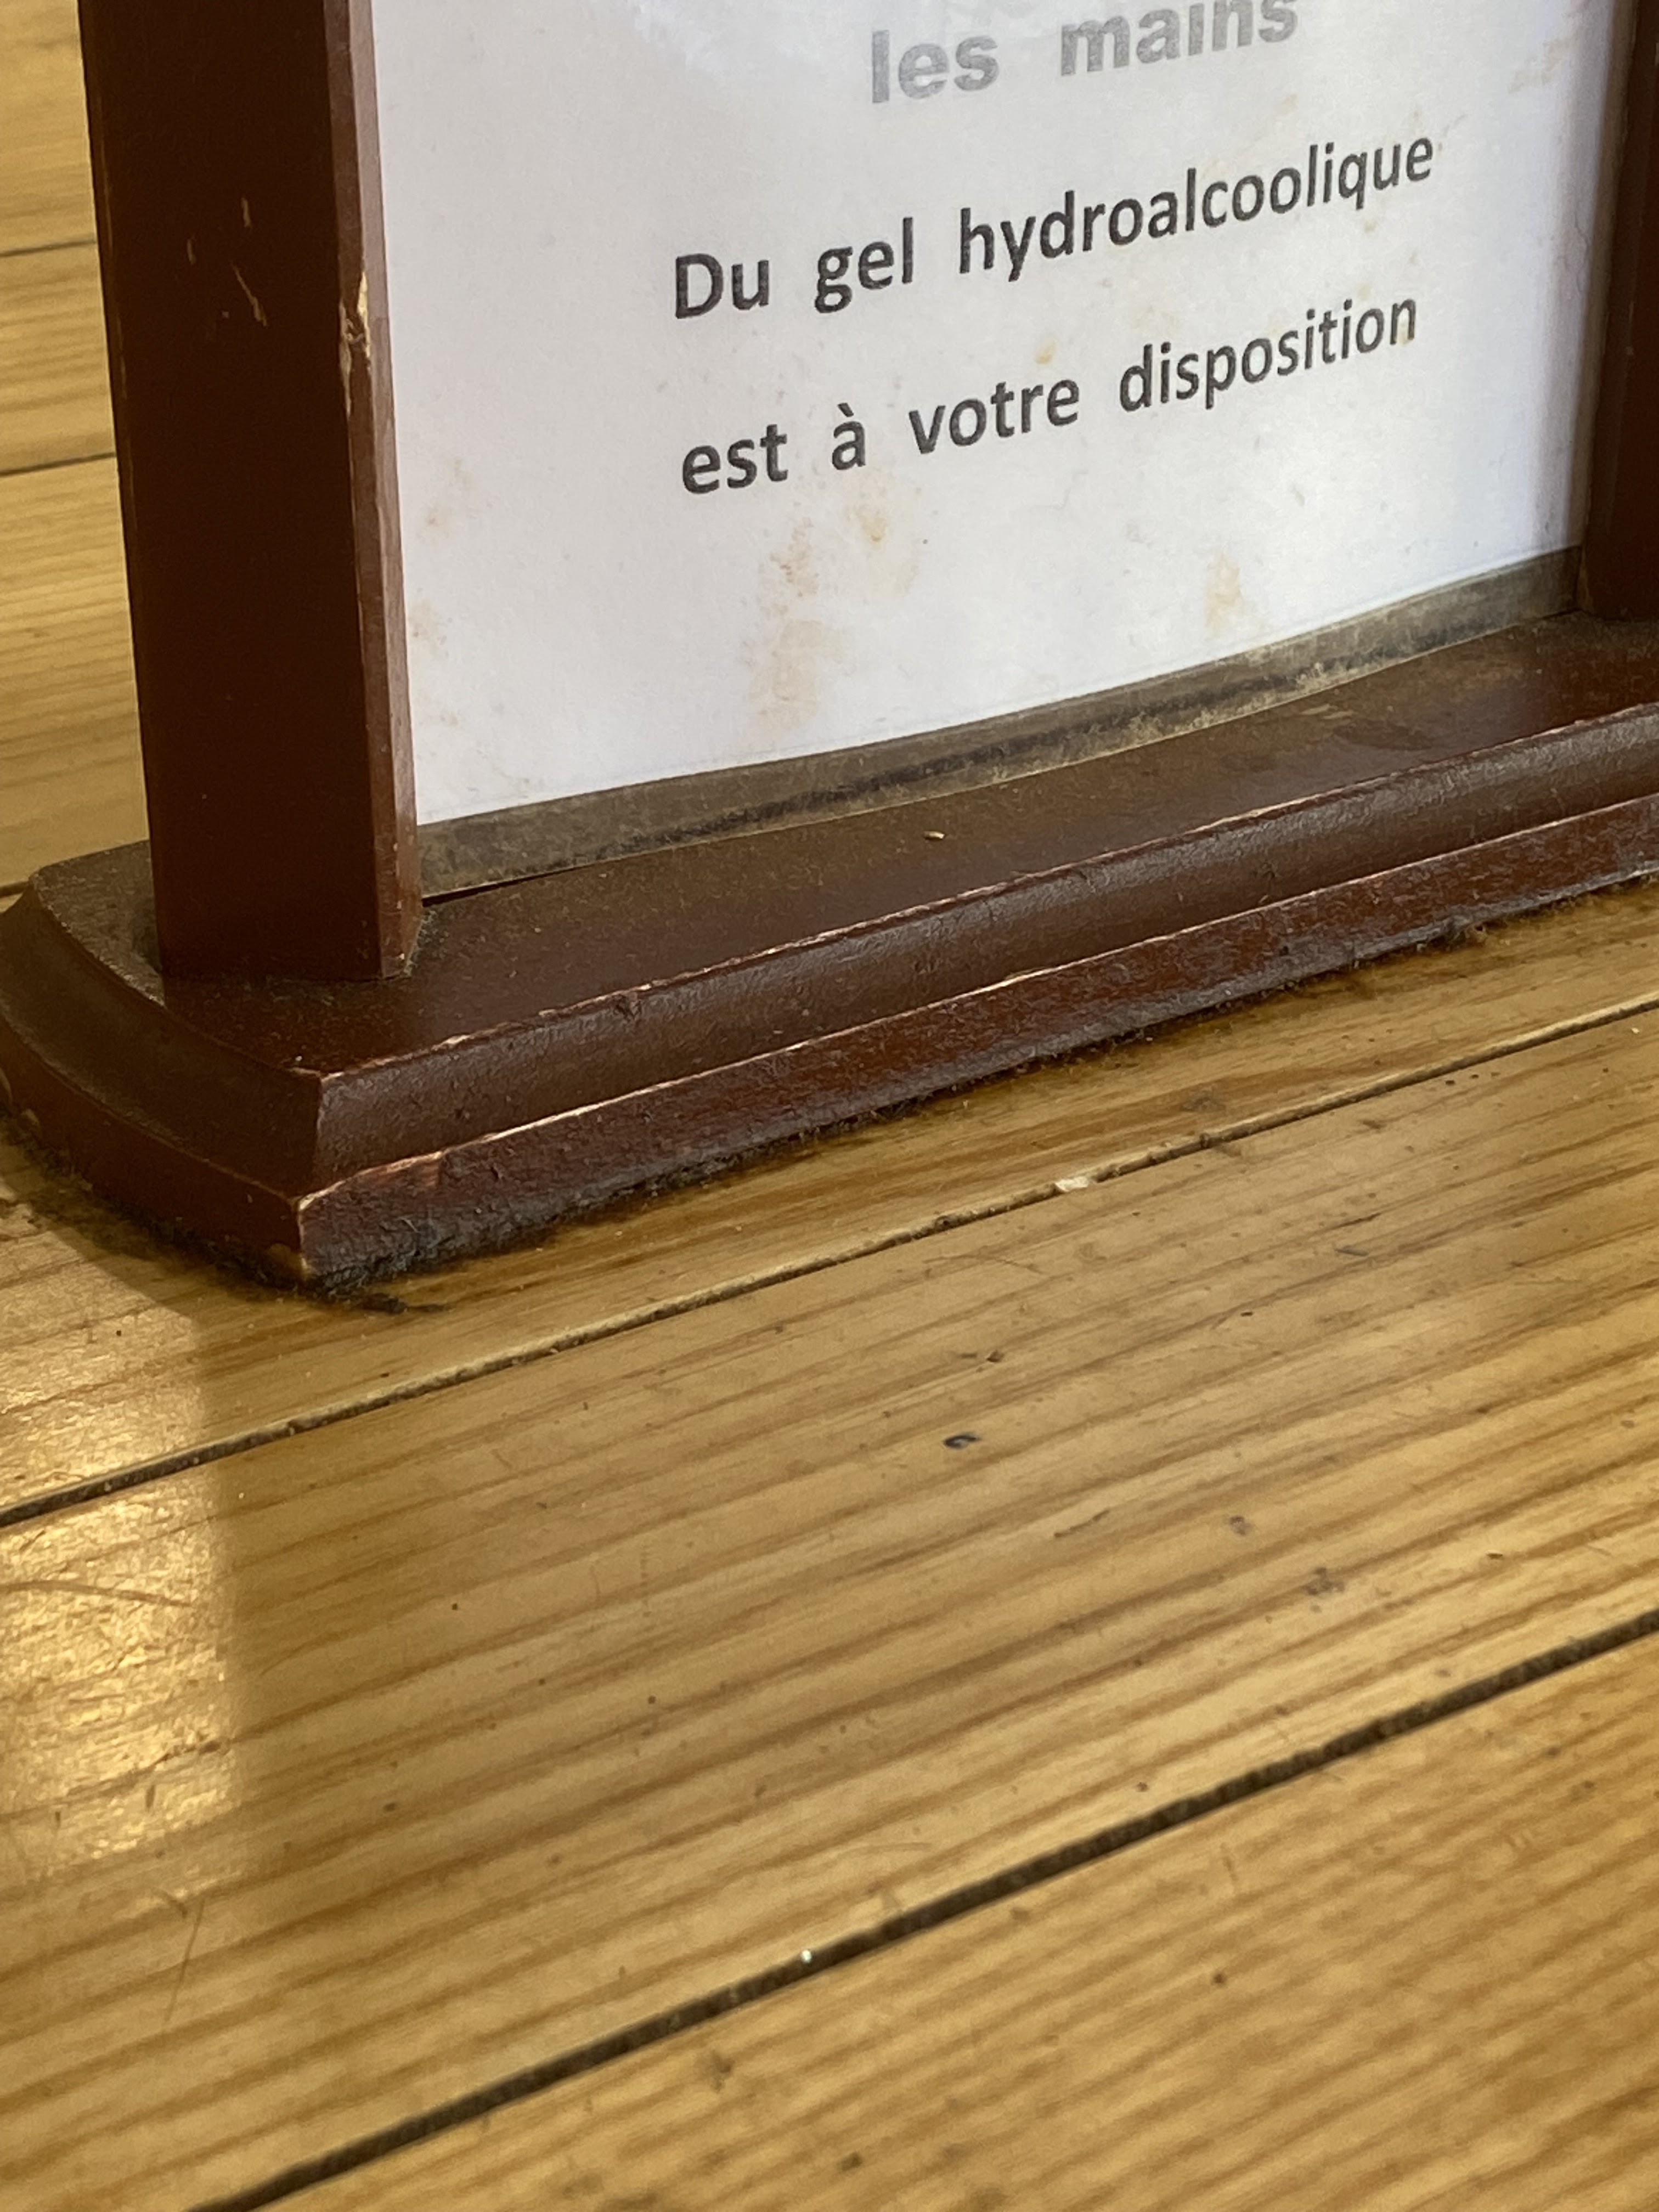 les mains
Du gel hydroalcoolique
est à votre disposition